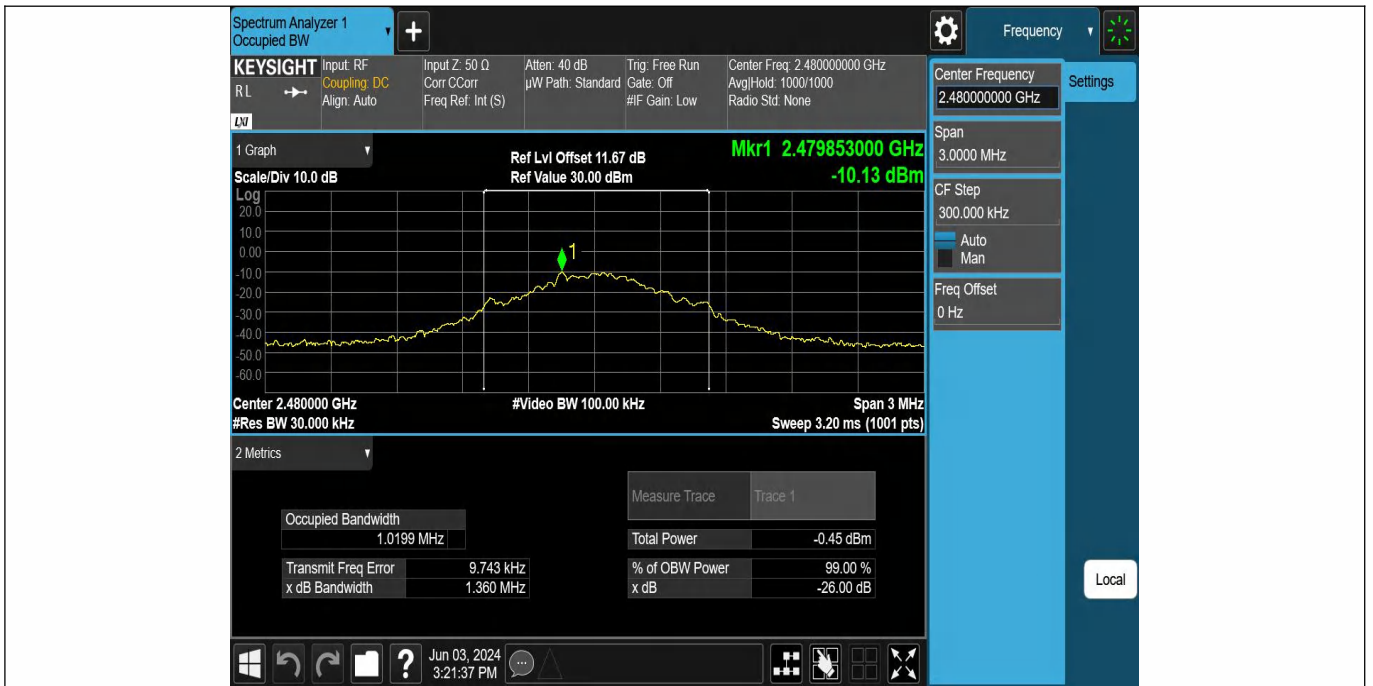 Spectrum Analyzer 1
Occupied BW
+
Frequency
KEYSIGHT
RL
LXI
Input: RF
Coupling: DC
Align: Auto
Input Z: 50 Ω
Corr CCorr
Freq Ref: Int (S)
Atten: 40 dB
µW Path: Standard
Trig: Free Run
Gate: Off
#IF Gain: Low
Center Freq: 2.480000000 GHz
Avg|Hold: 1000/1000
Radio Std: None
Center Frequency
2.480000000 GHz
Settings
Span
3.0000 MHz
CF Step
300.000 kHz
Auto
Man
Freq Offset
0 Hz
Local
1 Graph
Scale/Div 10.0 dB
Ref Lvl Offset 11.67 dB
Ref Value 30.00 dBm
Mkr1 2.479853000 GHz
-10.13 dBm
Log
20.0
10.0
0.00
-10.0
-20.0
-30.0
-40.0
-50.0
-60.0
1
Center 2.480000 GHz
#Video BW 100.00 kHz
Span 3 MHz
#Res BW 30.000 kHz
Sweep 3.20 ms (1001 pts)
2 Metrics
Measure Trace
Trace 1
Occupied Bandwidth
1.0199 MHz
Total Power
-0.45 dBm
Transmit Freq Error
9.743 kHz
% of OBW Power
99.00 %
x dB Bandwidth
1.360 MHz
x dB
-26.00 dB
?
Jun 03, 2024
3:21:37 PM